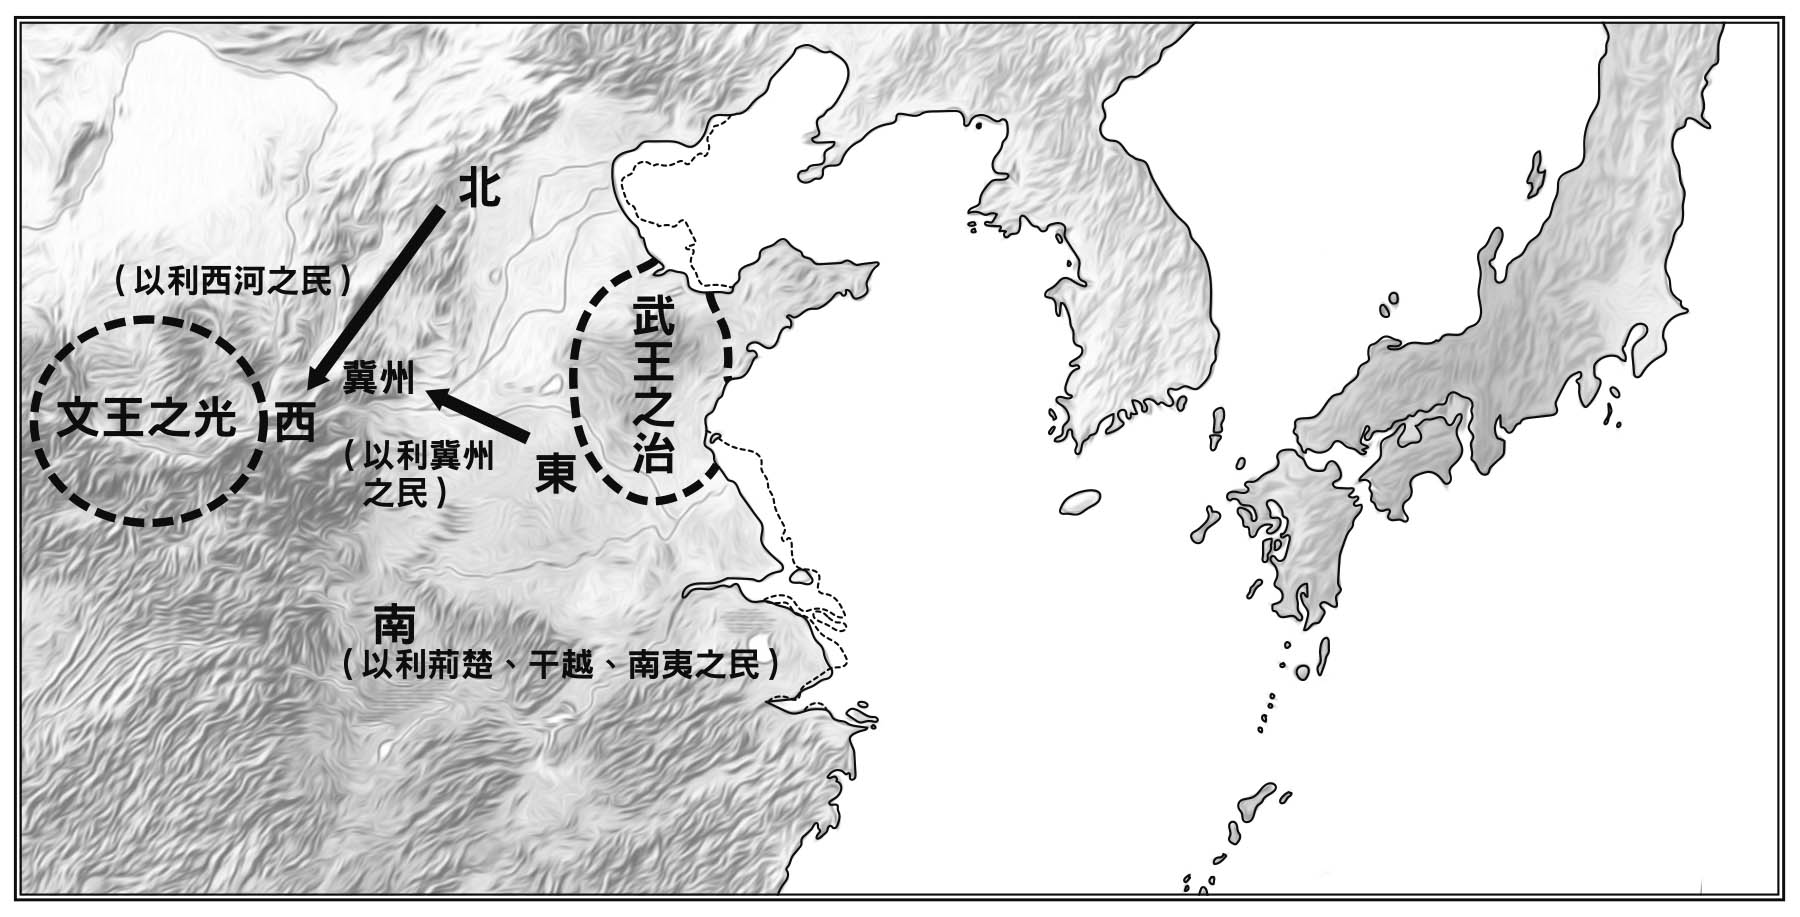 北
(以利西河之民)
武王之治
冀州
文王之光
西
(以利冀州
之民)
東
南
(以利荊楚、干越、南夷之民)